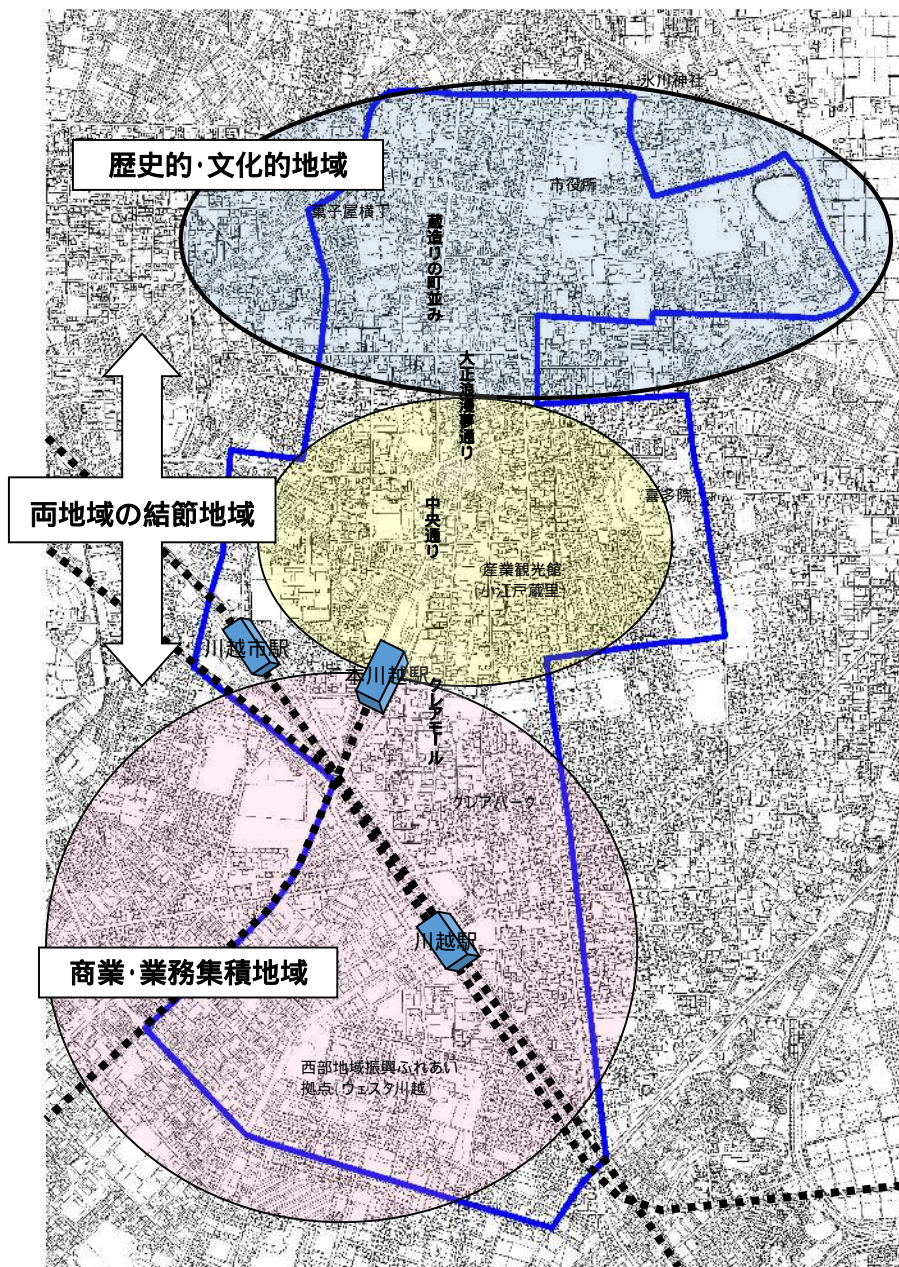 氷川神社
歴史的・文化的地域
市役所
菓子屋横丁
蔵造りの町並み
大正浪漫夢通り
両地域の結節地域
喜多院
中央通り
産業観光館
(小江戸蔵里)
川越市駅
本川越駅
クレアモール
クレアパーク
川越駅
商業・業務集積地域
西部地域振興ふれあい
拠点(ウェスタ川越)